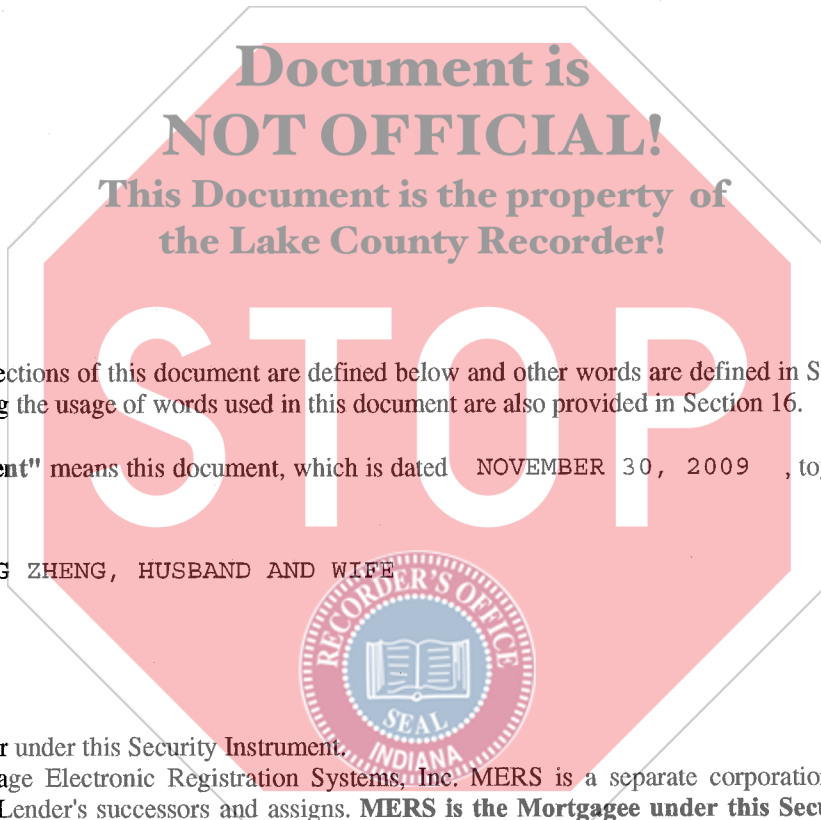 Document is
NOT OFFICIAL!
This Document is the property of
the Lake County Recorder!
STOP
ections of this document are defined below and other words are defined in S
g the usage of words used in this document are also provided in Section 16.
ent" means this document, which is dated NOVEMBER 30, 2009 , to
G ZHENG, HUSBAND AND WIFE
RECORDER'S OFFICE
SEAL
INDIANA
r under this Security Instrument.
age Electronic Registration Systems, Inc. MERS is a separate corporation
Lender's successors and assigns. MERS is the Mortgagee under this Secu